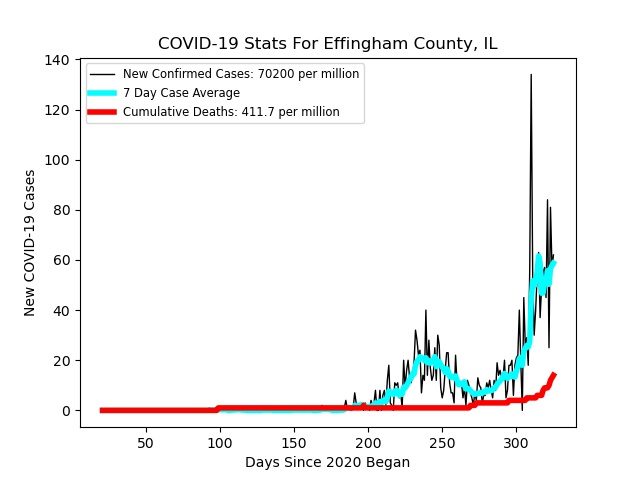 COVID-19 Stats For Effingham County, IL
New Confirmed Cases: 70200 per million
7 Day Case Average
Cumulative Deaths: 411.7 per million
New COVID-19 Cases
140
120
100
80
60
40
20
0
50 100 150 200 250 300
Days Since 2020 Began